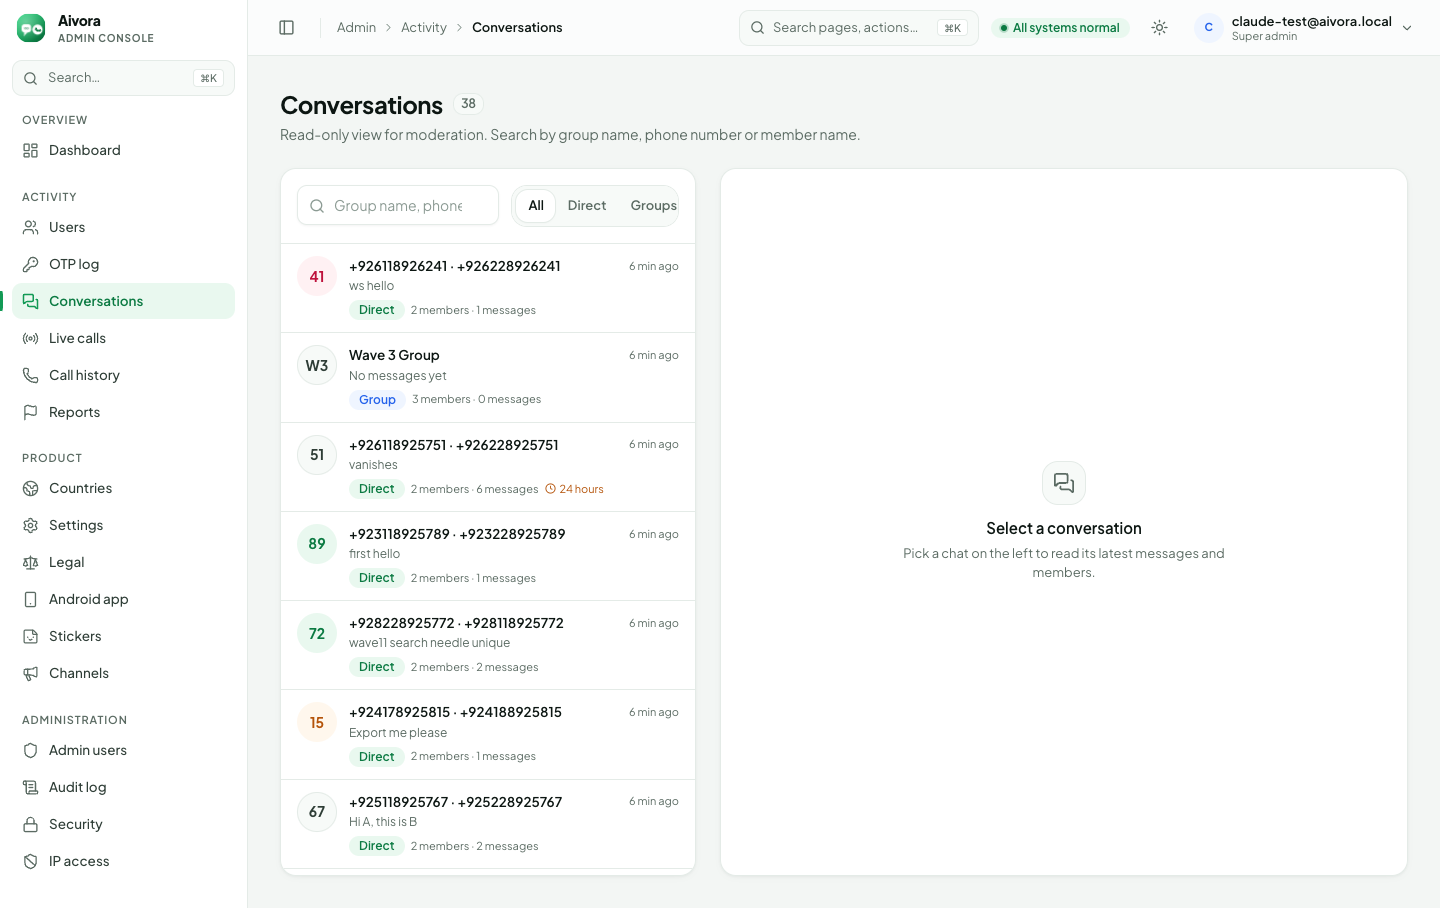 Aivora
ADMIN CONSOLE
Search...
⌘K
OVERVIEW
Dashboard
ACTIVITY
Users
OTP log
Conversations
Live calls
Call history
Reports
PRODUCT
Countries
Settings
Legal
Android app
Stickers
Channels
ADMINISTRATION
Admin users
Audit log
Security
IP access
Admin > Activity > Conversations
Search pages, actions...
⌘K
All systems normal
C
claude-test@aivora.local
Super admin
Conversations 38
Read-only view for moderation. Search by group name, phone number or member name.
Group name, phone
All Direct Groups
41
+926118926241 · +926228926241
6 min ago
ws hello
Direct 2 members · 1 messages
W3
Wave 3 Group
6 min ago
No messages yet
Group 3 members · 0 messages
51
+926118925751 · +926228925751
6 min ago
vanishes
Direct 2 members · 6 messages 24 hours
89
+923118925789 · +923228925789
6 min ago
first hello
Direct 2 members · 1 messages
72
+928228925772 · +928118925772
6 min ago
wave11 search needle unique
Direct 2 members · 2 messages
15
+924178925815 · +924188925815
6 min ago
Export me please
Direct 2 members · 1 messages
67
+925118925767 · +925228925767
6 min ago
Hi A, this is B
Direct 2 members · 2 messages
Select a conversation
Pick a chat on the left to read its latest messages and
members.